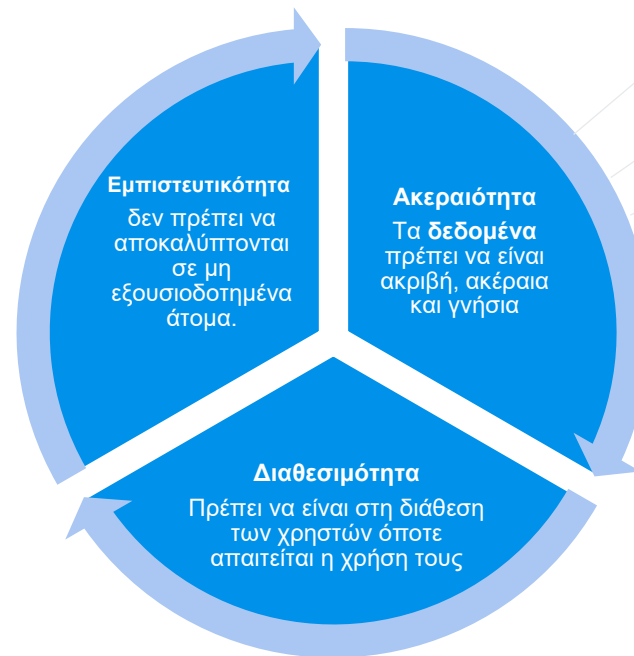 Εμπιστευτικότητα
δεν πρέπει να
αποκαλύπτονται
σε μη
εξουσιοδοτημένα
άτομα.
Ακεραιότητα
Τα δεδομένα
πρέπει να είναι
ακριβή, ακέραια
και γνήσια
Διαθεσιμότητα
Πρέπει να είναι στη διάθεση
των χρηστών όποτε
απαιτείται η χρήση τους